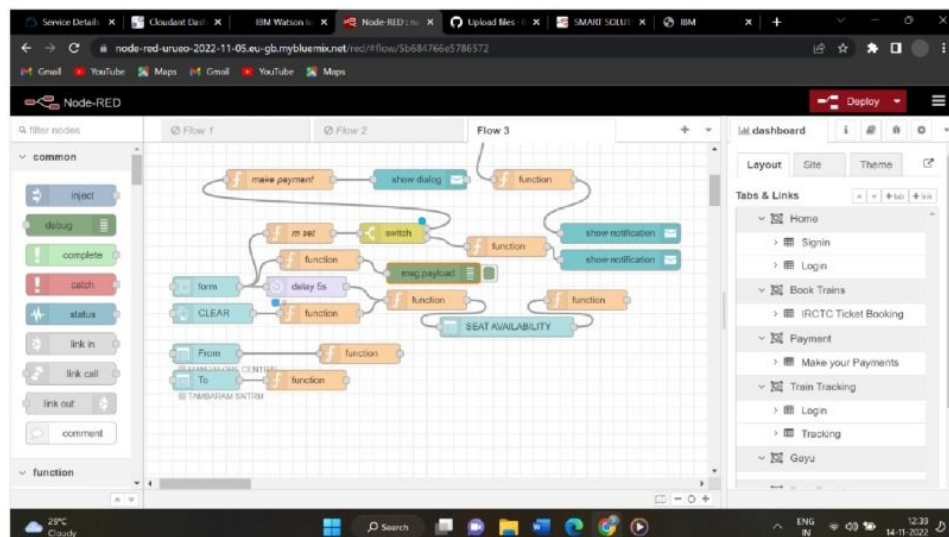 Service Details
Cloudant Dash
IBM Watson
Node-RED : n
Upload files
SMART SOLUTI
IBM
node-red-urueo-2022-11-05.eu-gb.mybluemix.net/red/#flow/5b684766e5786572
Gmail YouTube Maps Gmail YouTube Maps
Node-RED Deploy
filter nodes
Flow 1 Flow 2 Flow 3
dashboard
Layout Site Theme
Tabs & Links
tab link
Home
Signin
Login
Book Trains
IRCTC Ticket Booking
Payment
Make your Payments
Train Tracking
Login
Tracking
Gayu
common
inject
debug
complete
catch
status
link in
link call
link out
comment
function
make payment show dialog function
m set switch show notification
function function show notification
msg.payload
form delay 5s function function
CLEAR function
SEAT AVAILABILITY
From function
CENTRAL
To function
TAMBARAM SNTRM
29°C
Cloudy
Search
ENG
IN
12:39
14-11-2022